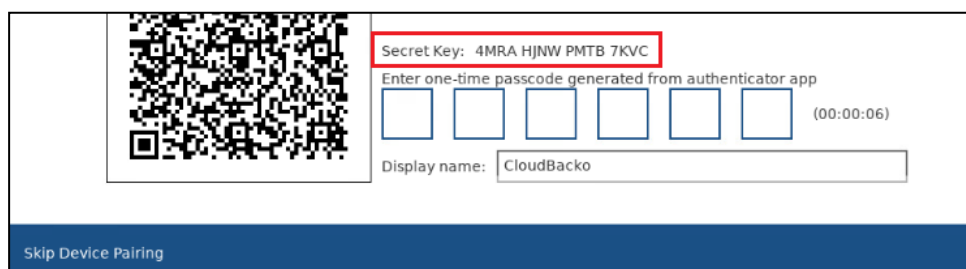 Secret Key: 4MRA HJNW PMTB 7KVC
Enter one-time passcode generated from authenticator app
(00:00:06)
Display name: CloudBacko
Skip Device Pairing